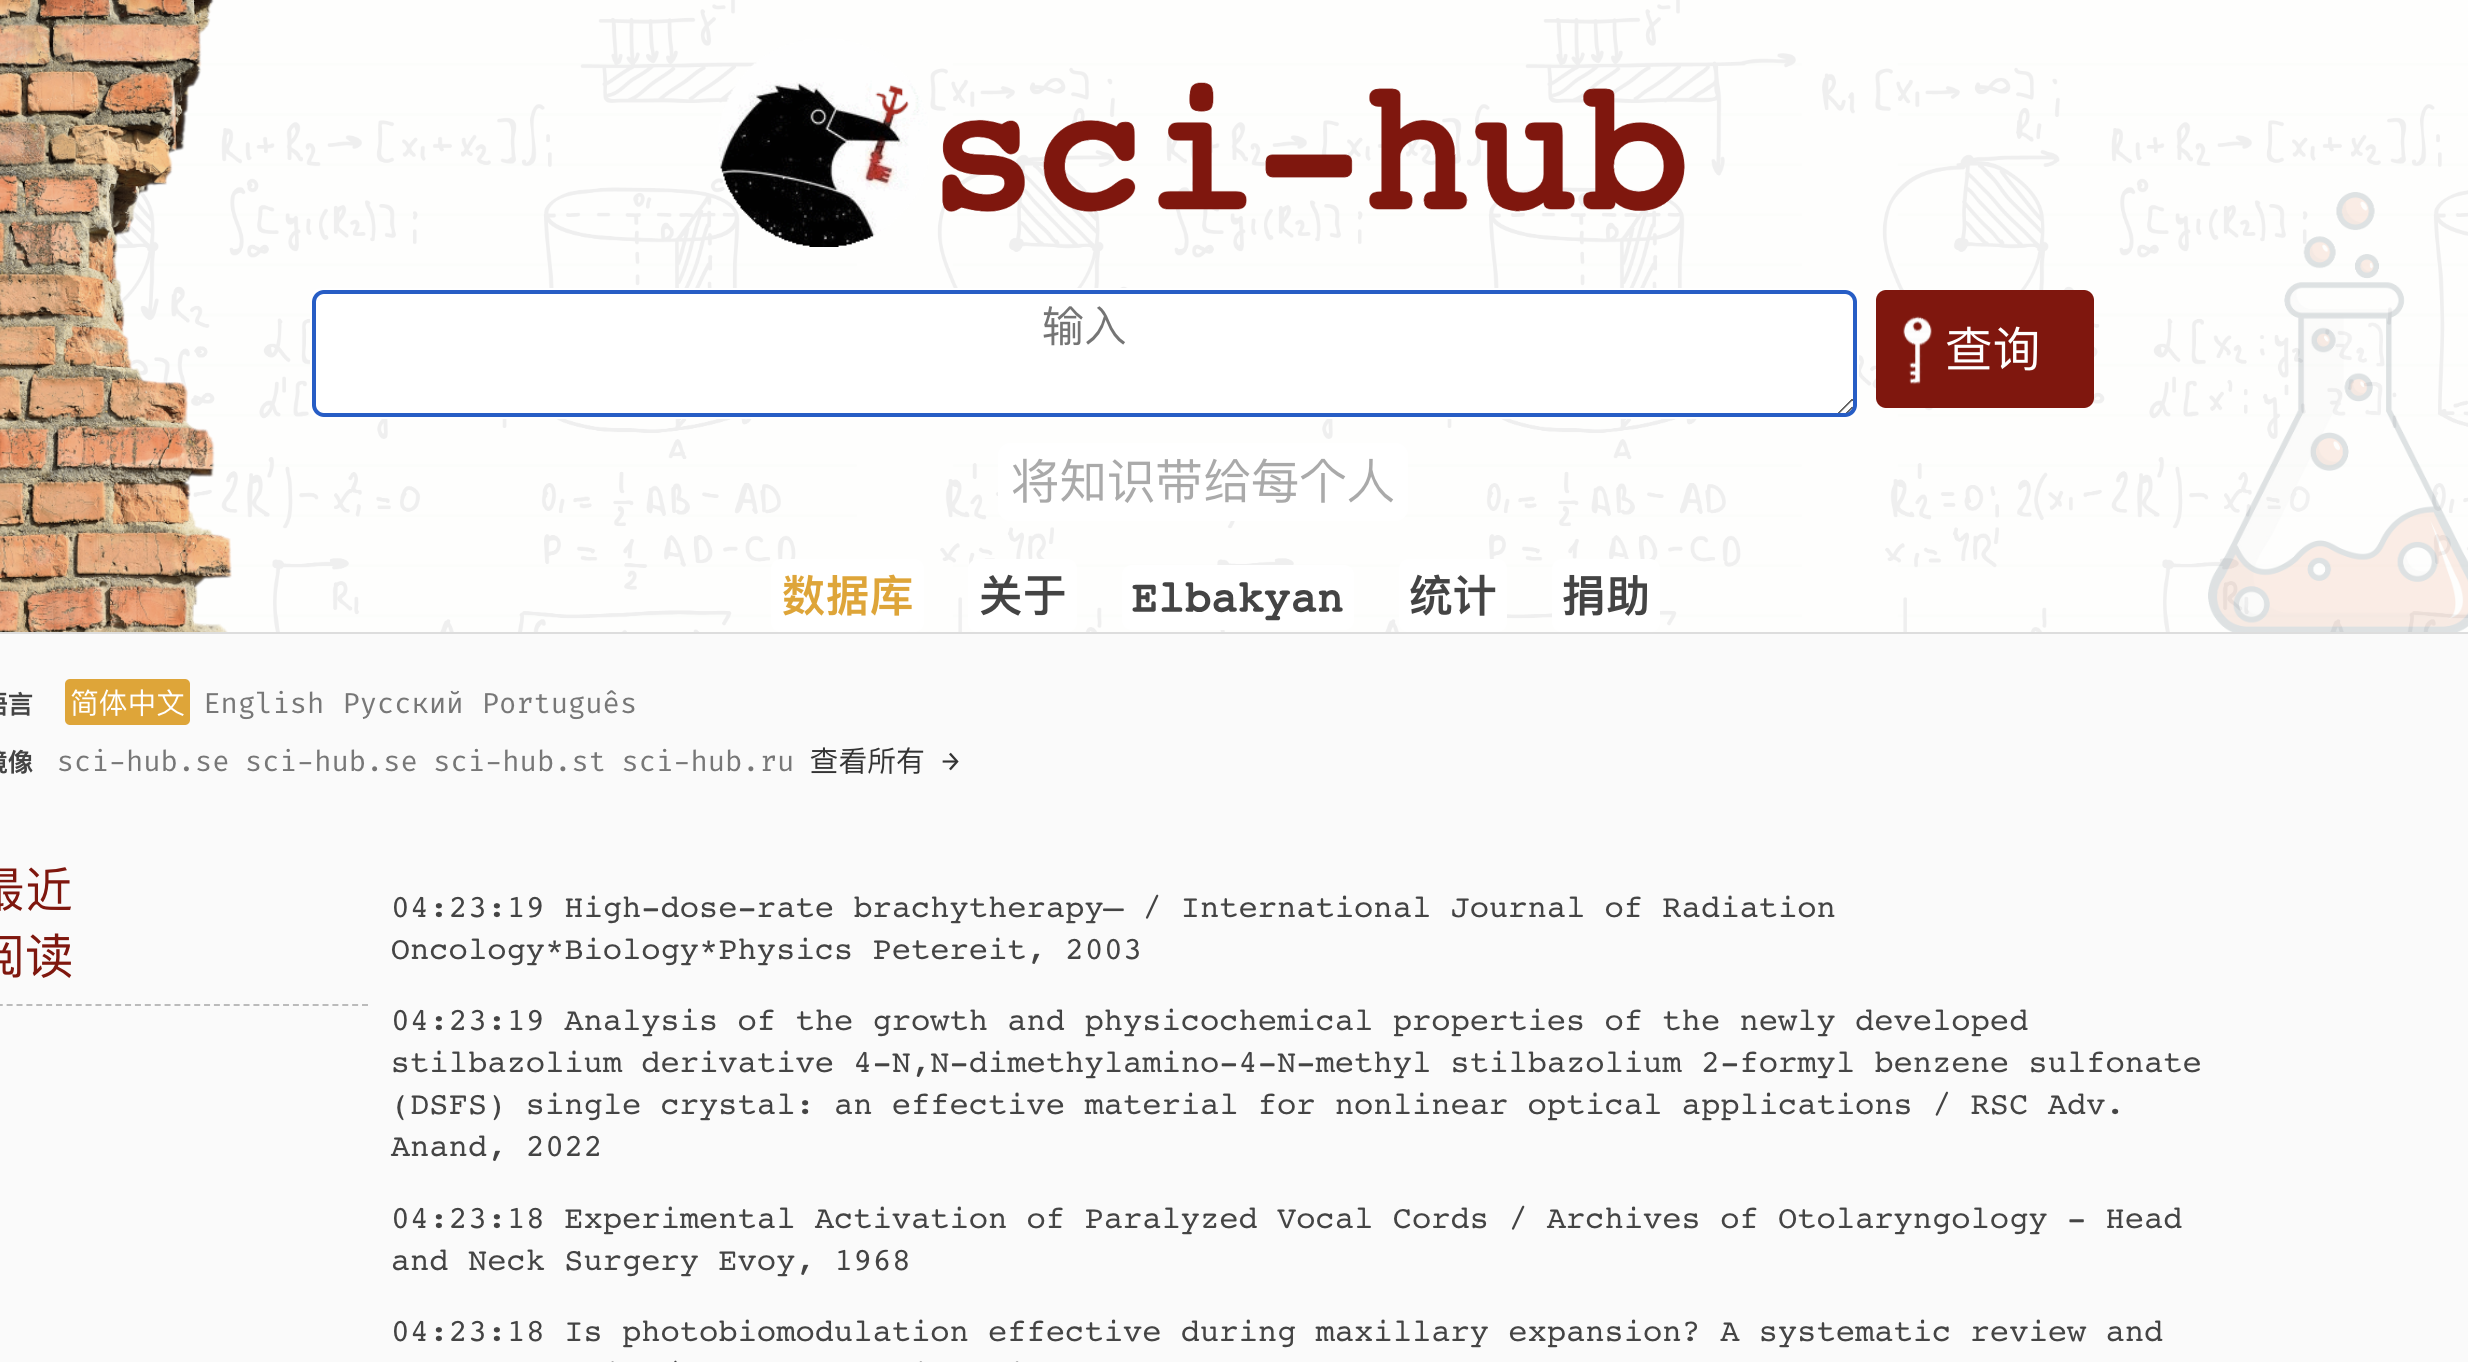 sci-hub
输入
查询
将知识带给每个人
数据库 关于 Elbakyan 统计 捐助
语言 简体中文 English Русский Português
镜像 sci-hub.se sci-hub.se sci-hub.st sci-hub.ru 查看所有 →
最近
阅读
04:23:19 High-dose-rate brachytherapy— / International Journal of Radiation
Oncology*Biology*Physics Petereit, 2003
04:23:19 Analysis of the growth and physicochemical properties of the newly developed
stilbazolium derivative 4-N,N-dimethylamino-4-N-methyl stilbazolium 2-formyl benzene sulfonate
(DSFS) single crystal: an effective material for nonlinear optical applications / RSC Adv.
Anand, 2022
04:23:18 Experimental Activation of Paralyzed Vocal Cords / Archives of Otolaryngology - Head
and Neck Surgery Evoy, 1968
04:23:18 Is photobiomodulation effective during maxillary expansion? A systematic review and